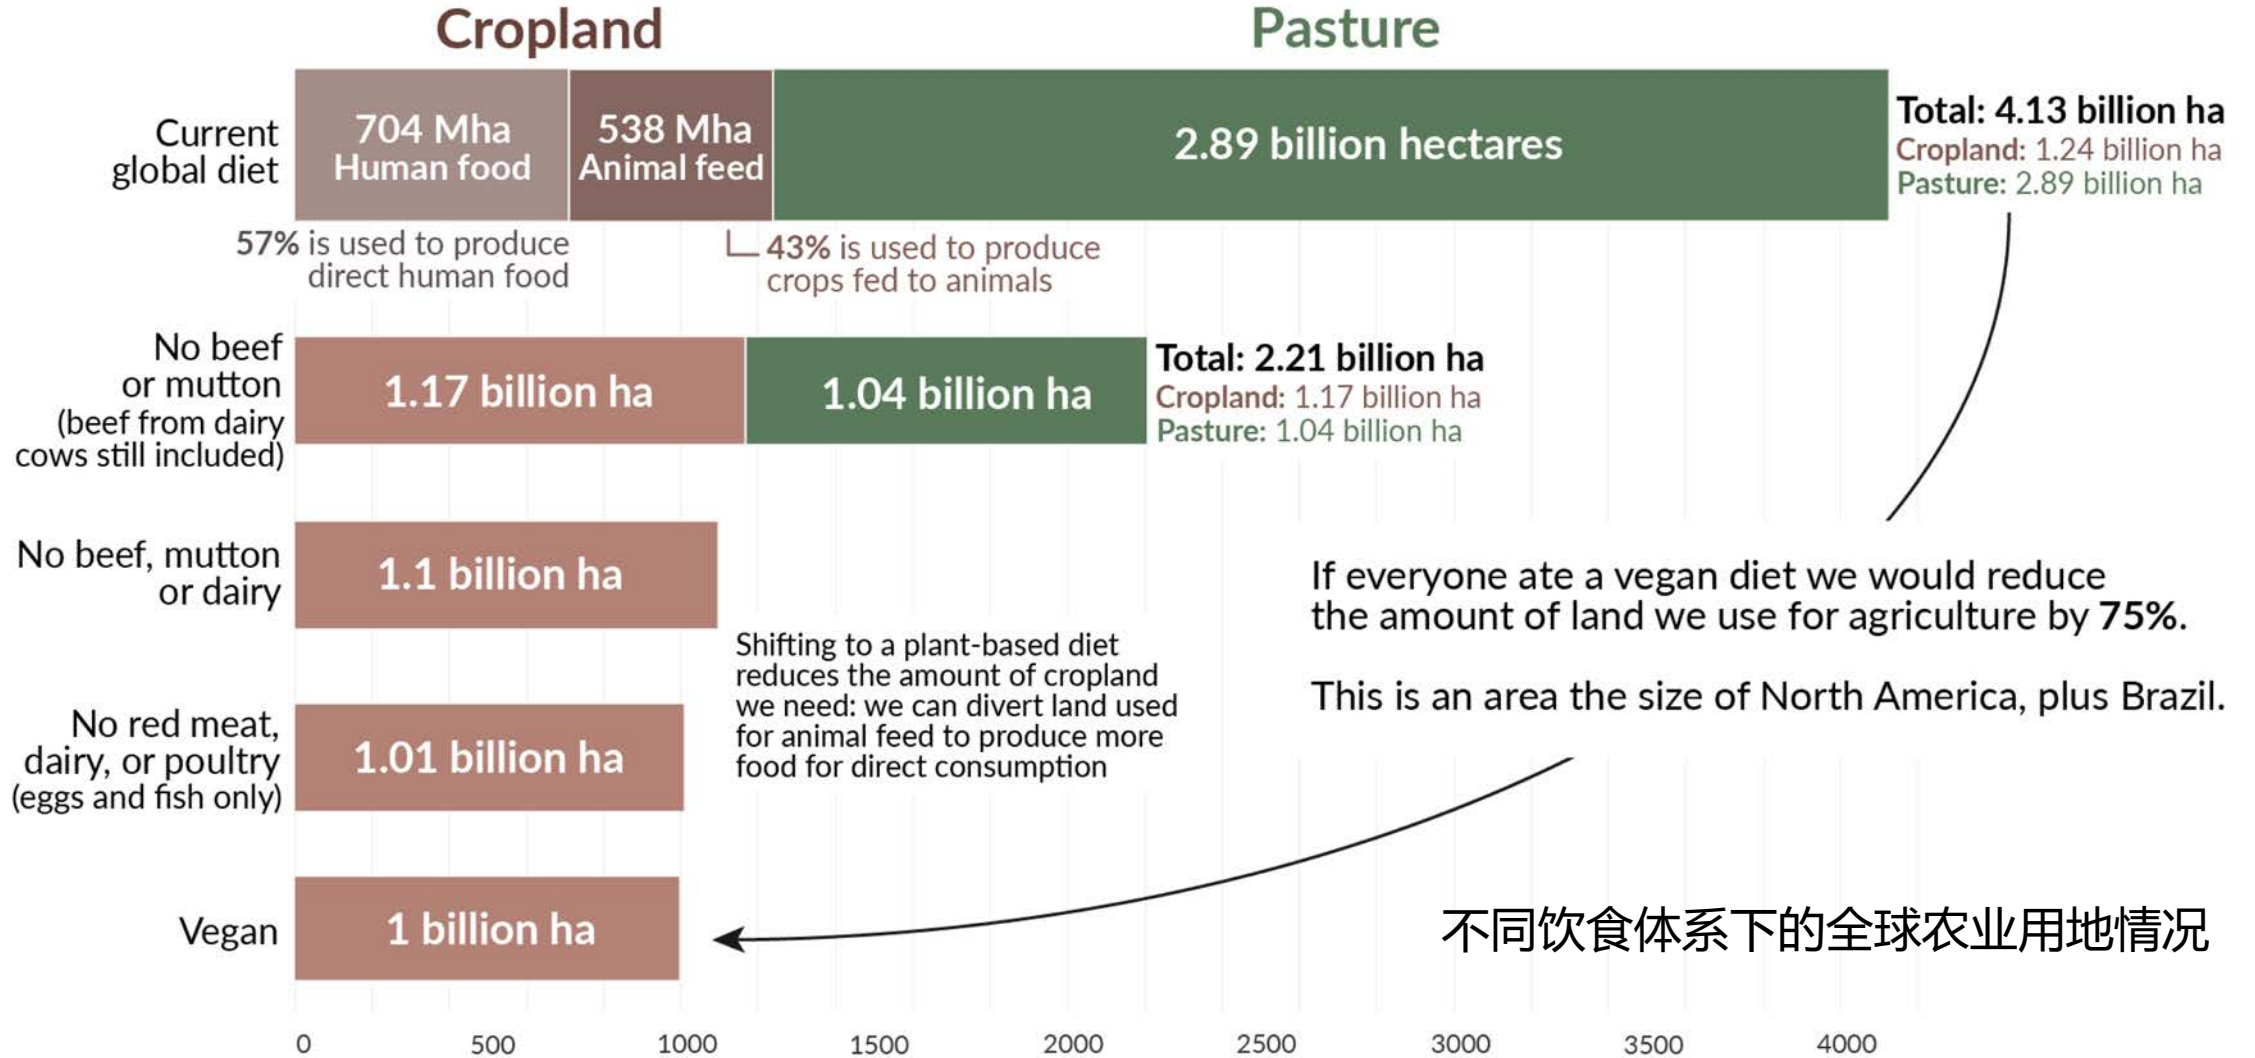 Cropland
Pasture
Current
global diet
704 Mha
Human food
538 Mha
Animal feed
2.89 billion hectares
Total: 4.13 billion ha
Cropland: 1.24 billion ha
Pasture: 2.89 billion ha
57% is used to produce
direct human food
43% is used to produce
crops fed to animals
No beef
or mutton
(beef from dairy
cows still included)
1.17 billion ha
1.04 billion ha
Total: 2.21 billion ha
Cropland: 1.17 billion ha
Pasture: 1.04 billion ha
No beef, mutton
or dairy
1.1 billion ha
If everyone ate a vegan diet we would reduce
the amount of land we use for agriculture by 75%.
This is an area the size of North America, plus Brazil.
Shifting to a plant-based diet
reduces the amount of cropland
we need: we can divert land used
for animal feed to produce more
food for direct consumption
No red meat,
dairy, or poultry
(eggs and fish only)
1.01 billion ha
Vegan
1 billion ha
不同饮食体系下的全球农业用地情况
0 500 1000 1500 2000 2500 3000 3500 4000